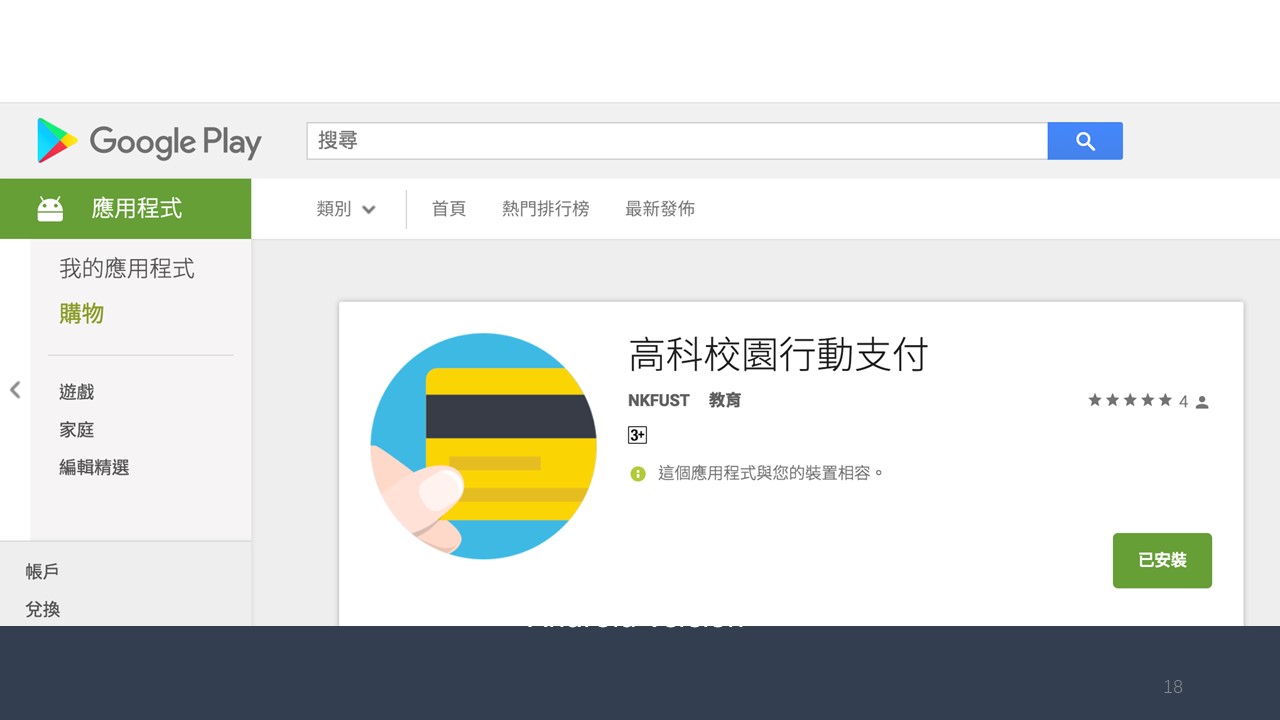 Google Play
搜尋
應用程式
類別
首頁
熱門排行榜
最新發佈
我的應用程式
購物
遊戲
家庭
編輯精選
帳戶
兌換
高科校園行動支付
NKFUST 教育
4
3+
這個應用程式與您的裝置相容。
已安裝
18